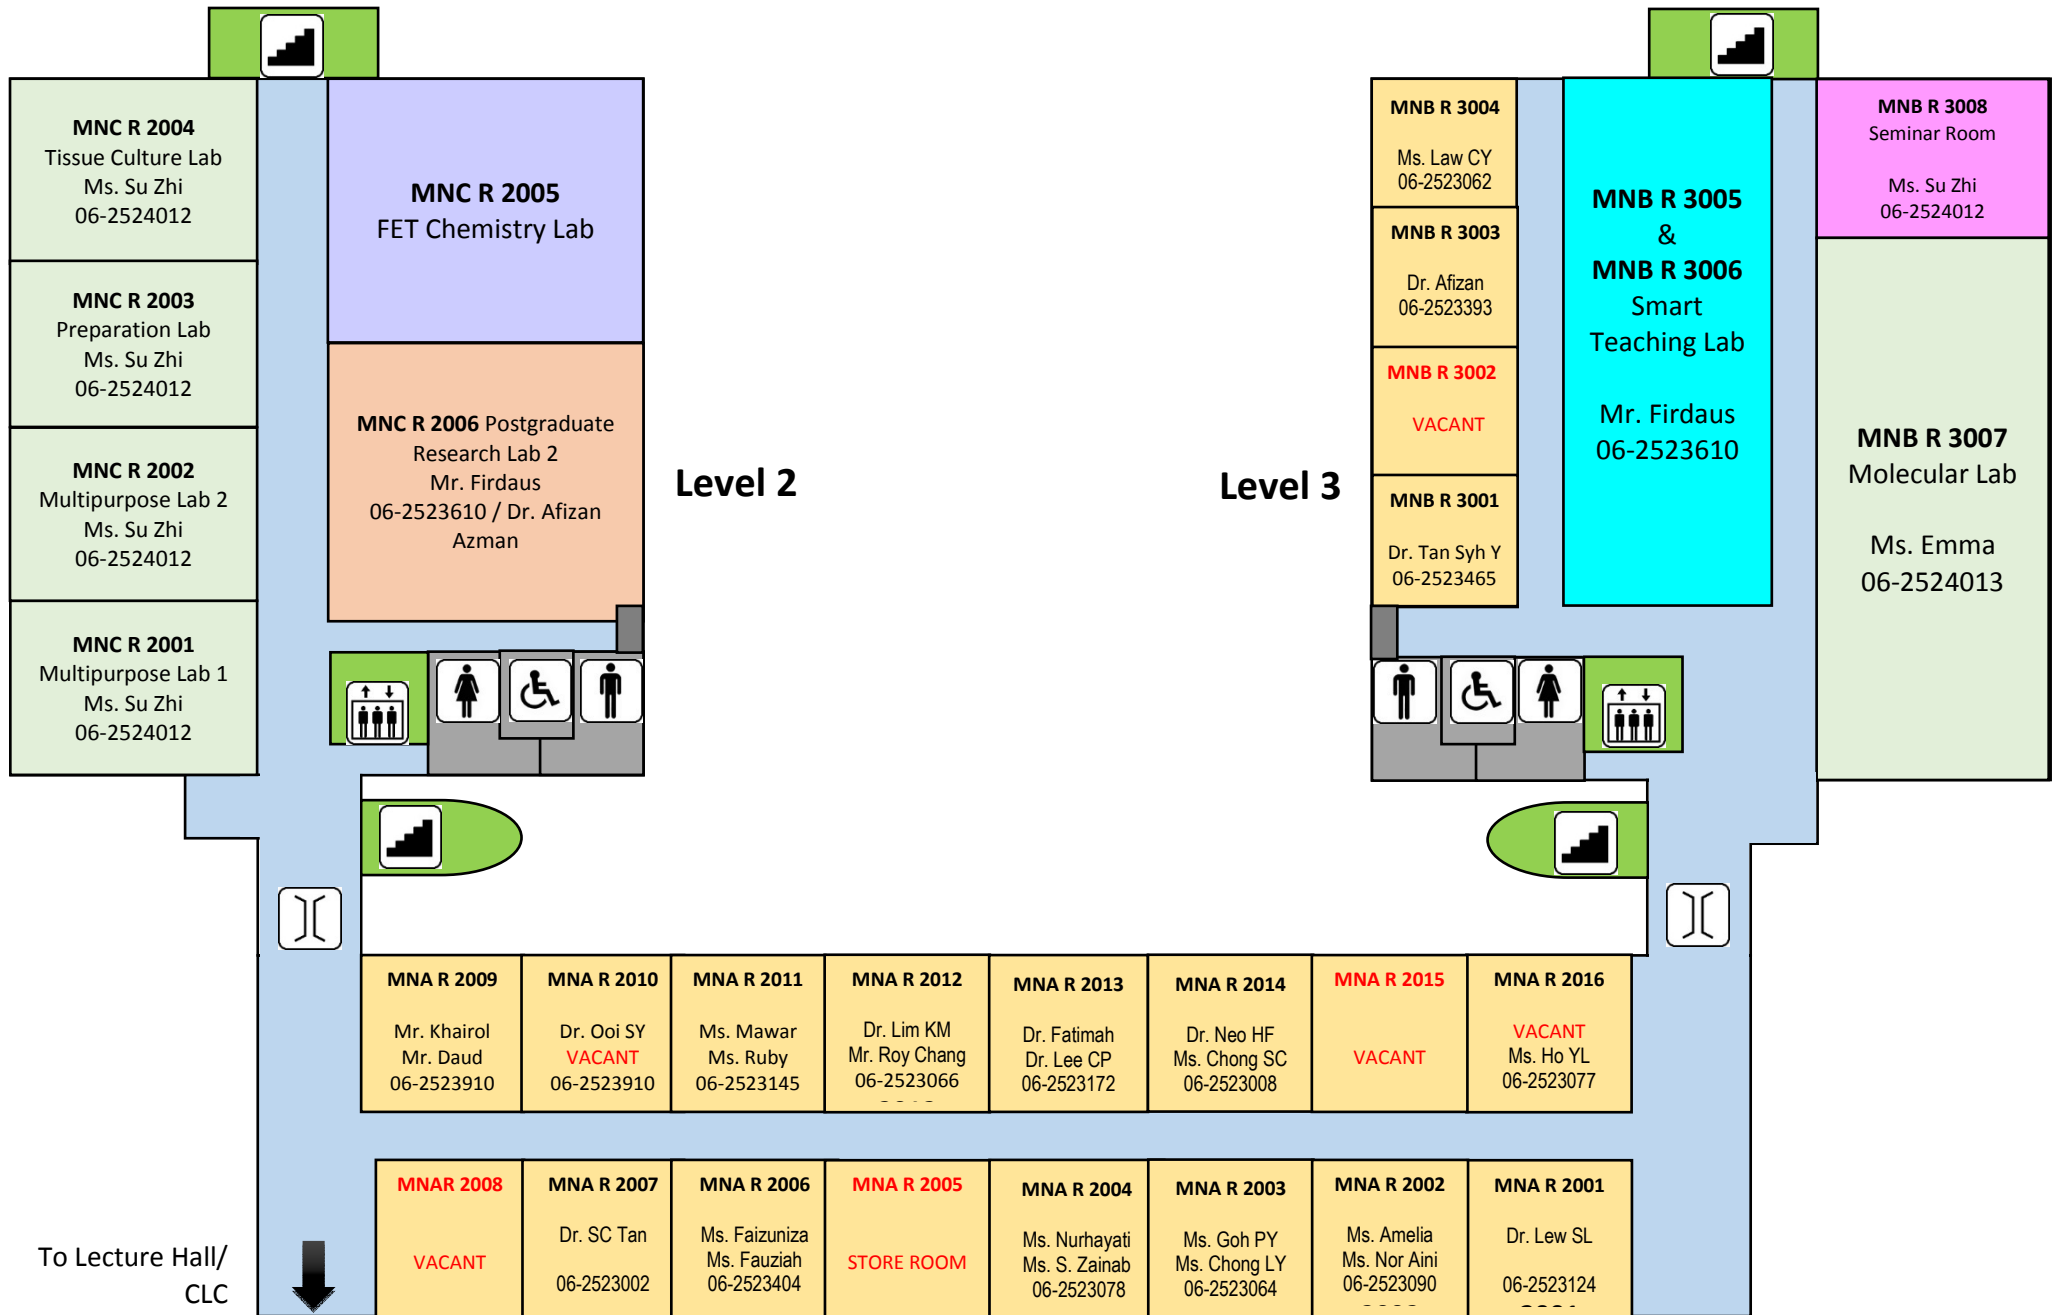 MNC R 2004
Tissue Culture Lab
Ms. Su Zhi
06-2524012
MNC R 2003
Preparation Lab
Ms. Su Zhi
06-2524012
MNC R 2002
Multipurpose Lab 2
Ms. Su Zhi
06-2524012
MNC R 2001
Multipurpose Lab 1
Ms. Su Zhi
06-2524012
MNC R 2005
FET Chemistry Lab
MNC R 2006 Postgraduate
Research Lab 2
Mr. Firdaus
06-2523610 / Dr. Afizan
Azman
Level 2
Level 3
MNB R 3004
Ms. Law CY
06-2523062
MNB R 3003
Dr. Afizan
06-2523393
MNB R 3002
VACANT
MNB R 3001
Dr. Tan Syh Y
06-2523465
MNB R 3005
&
MNB R 3006
Smart
Teaching Lab
Mr. Firdaus
06-2523610
MNB R 3008
Seminar Room
Ms. Su Zhi
06-2524012
MNB R 3007
Molecular Lab
Ms. Emma
06-2524013
MNA R 2009
Mr. Khairol
Mr. Daud
06-2523910
MNA R 2010
Dr. Ooi SY
VACANT
06-2523910
MNA R 2011
Ms. Mawar
Ms. Ruby
06-2523145
MNA R 2012
Dr. Lim KM
Mr. Roy Chang
06-2523066
MNA R 2013
Dr. Fatimah
Dr. Lee CP
06-2523172
MNA R 2014
Dr. Neo HF
Ms. Chong SC
06-2523008
MNA R 2015
VACANT
MNA R 2016
VACANT
Ms. Ho YL
06-2523077
MNAR 2008
VACANT
MNA R 2007
Dr. SC Tan
06-2523002
MNA R 2006
Ms. Faizuniza
Ms. Fauziah
06-2523404
MNA R 2005
STORE ROOM
MNA R 2004
Ms. Nurhayati
Ms. S. Zainab
06-2523078
MNA R 2003
Ms. Goh PY
Ms. Chong LY
06-2523064
MNA R 2002
Ms. Amelia
Ms. Nor Aini
06-2523090
MNA R 2001
Dr. Lew SL
06-2523124
To Lecture Hall/
CLC